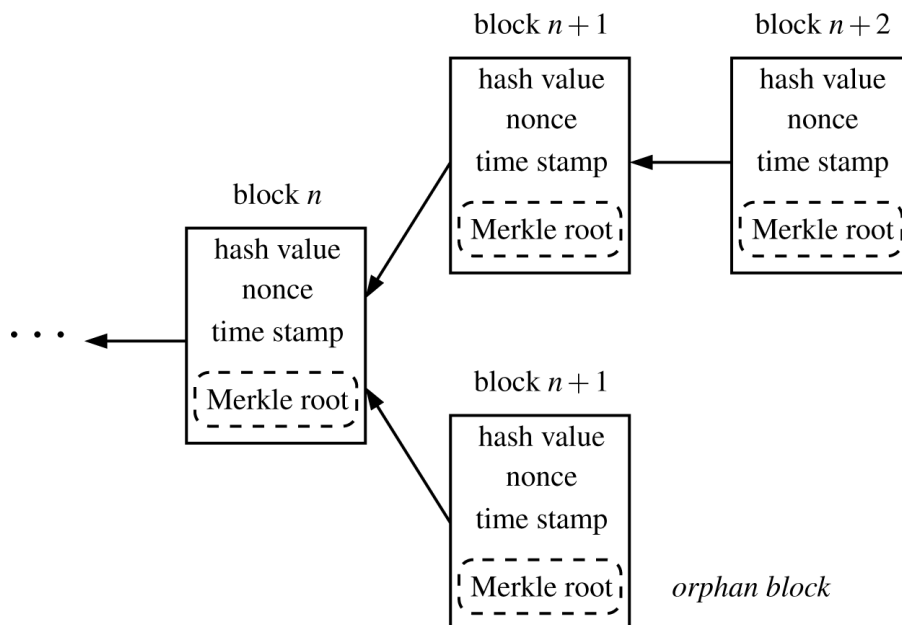 block n + 1
hash value
nonce
time stamp
Merkle root
block n + 2
hash value
nonce
time stamp
Merkle root
block n
hash value
nonce
time stamp
Merkle root
. . .
block n + 1
hash value
nonce
time stamp
Merkle root
orphan block